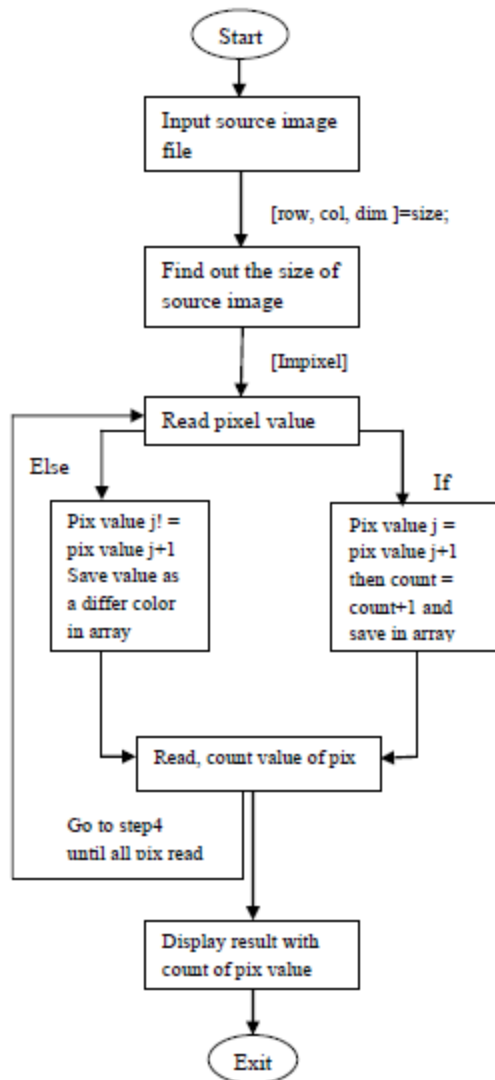 Start
Input source image
file
[row, col, dim ]=size;
Find out the size of
source image
[Impixel]
Read pixel value
Else
If
Pix value j! =
pix value j+1
Save value as
a differ color
in array
Pix value j =
pix value j+1
then count =
count+1 and
save in array
Read, count value of pix
Go to step4
until all pix read
Display result with
count of pix value
Exit